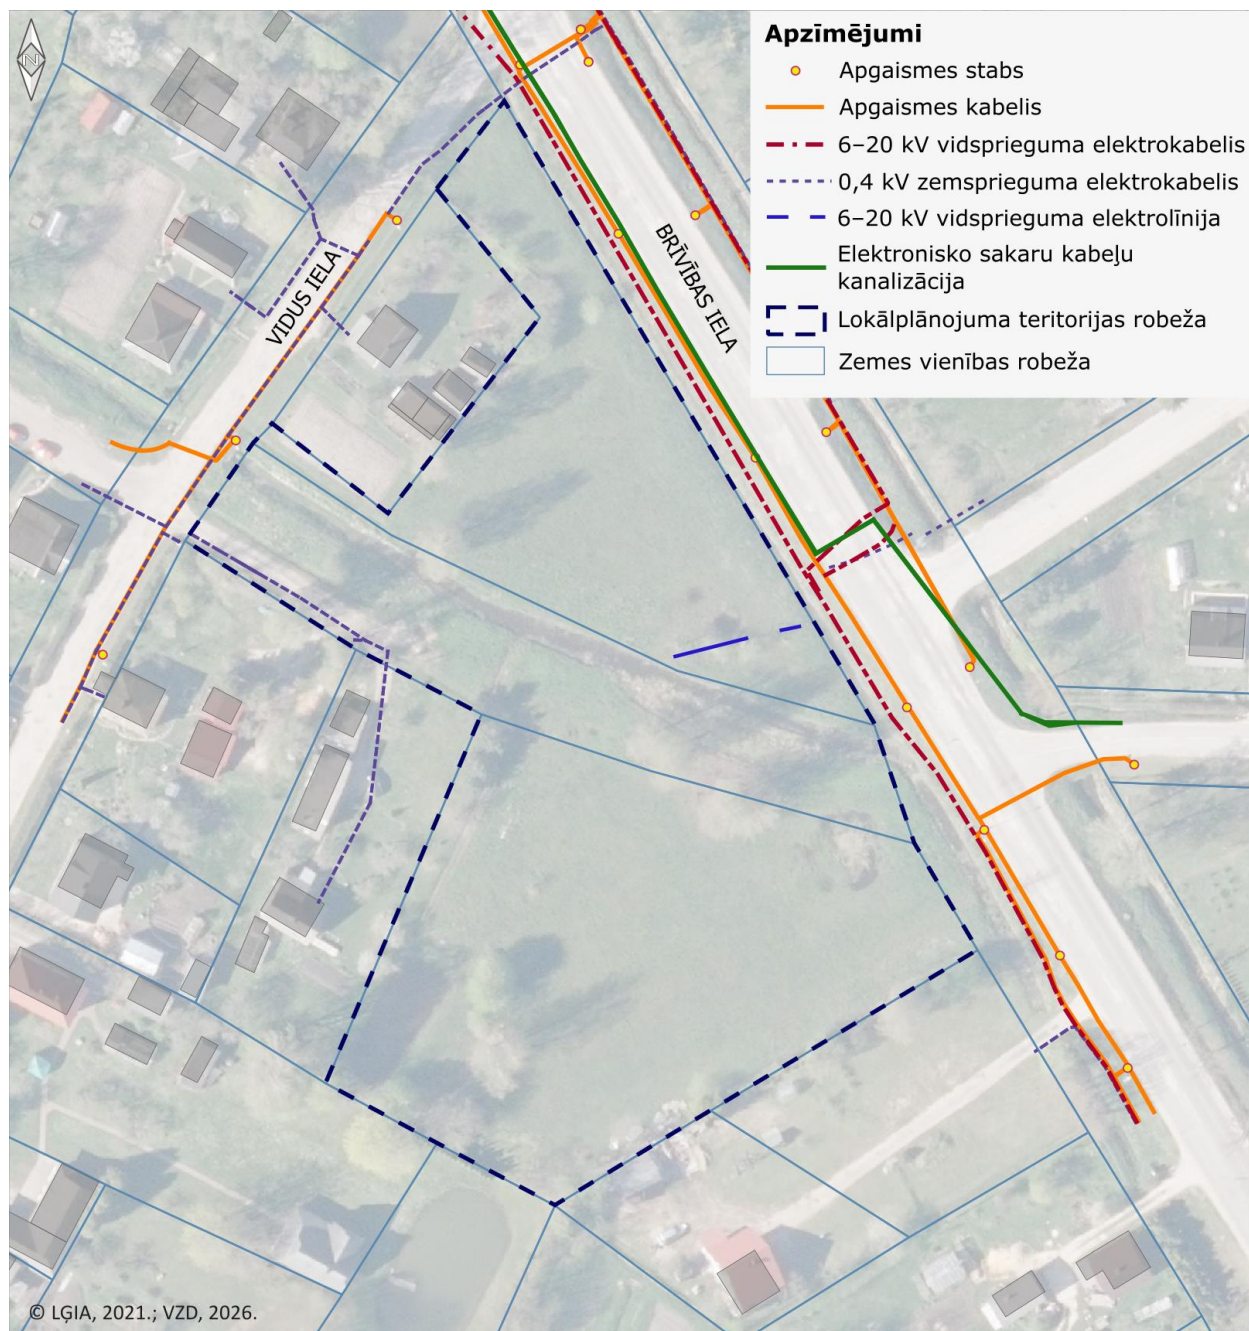 Apzīmējumi
Apgaismes stabs
Apgaismes kabelis
6–20 kV vidsprieguma elektrokabelis
0,4 kV zemsprieguma elektrokabelis
6–20 kV vidsprieguma elektrolīnija
Elektronisko sakaru kabeļu
kanalizācija
Lokālplānojuma teritorijas robeža
Zemes vienības robeža
N
BRĪVĪBAS IELA
VIDUS IELA
© LĢIA, 2021.; VZD, 2026.